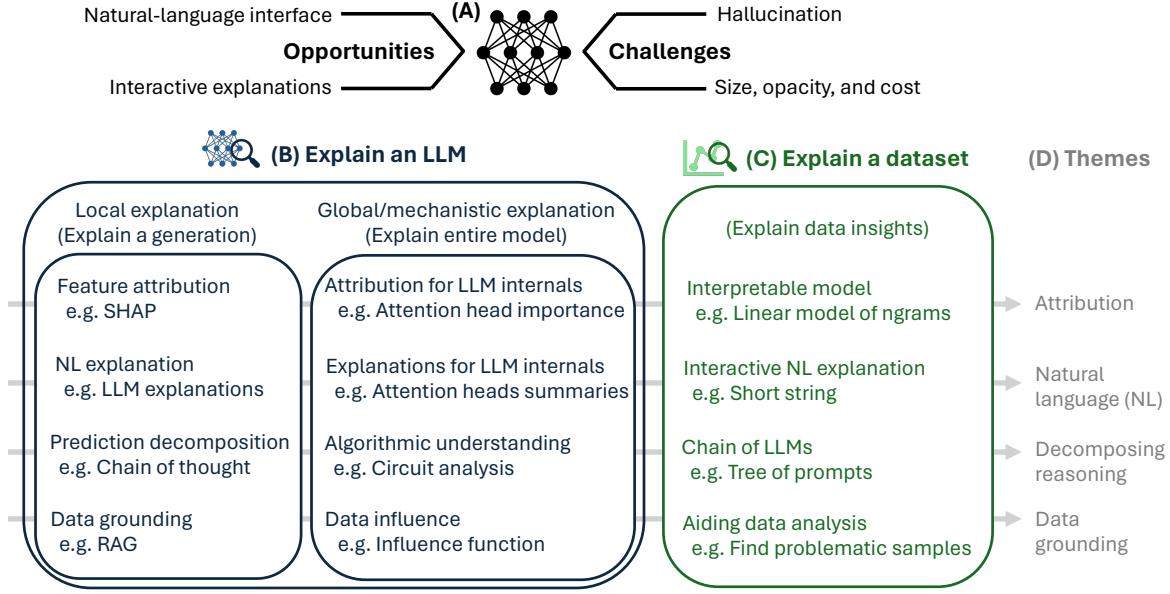 Natural-language interface
(A)
Hallucination
Opportunities
Challenges
Interactive explanations
Size, opacity, and cost
(B) Explain an LLM
(C) Explain a dataset
(D) Themes
Local explanation
(Explain a generation)
Global/mechanistic explanation
(Explain entire model)
(Explain data insights)
Feature attribution
e.g. SHAP
Attribution for LLM internals
e.g. Attention head importance
Interpretable model
e.g. Linear model of ngrams
Attribution
NL explanation
e.g. LLM explanations
Explanations for LLM internals
e.g. Attention heads summaries
Interactive NL explanation
e.g. Short string
Natural
language (NL)
Prediction decomposition
e.g. Chain of thought
Algorithmic understanding
e.g. Circuit analysis
Chain of LLMs
e.g. Tree of prompts
Decomposing
reasoning
Data grounding
e.g. RAG
Data influence
e.g. Influence function
Aiding data analysis
e.g. Find problematic samples
Data
grounding